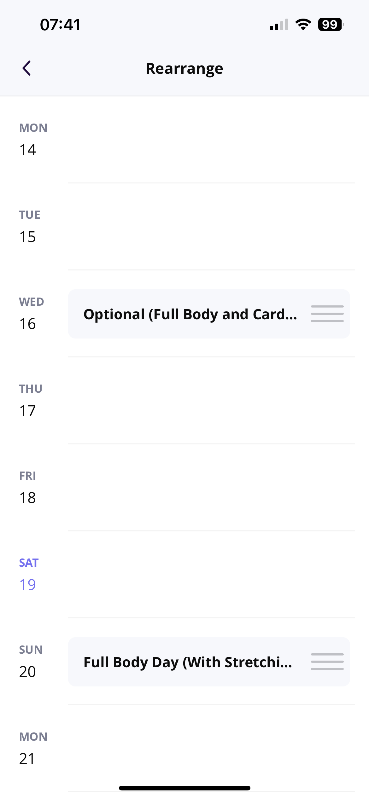 07:41 99
Rearrange
MON
14
TUE
15
WED
16
Optional (Full Body and Card...
THU
17
FRI
18
SAT
19
SUN
20
Full Body Day (With Stretchi...
MON
21